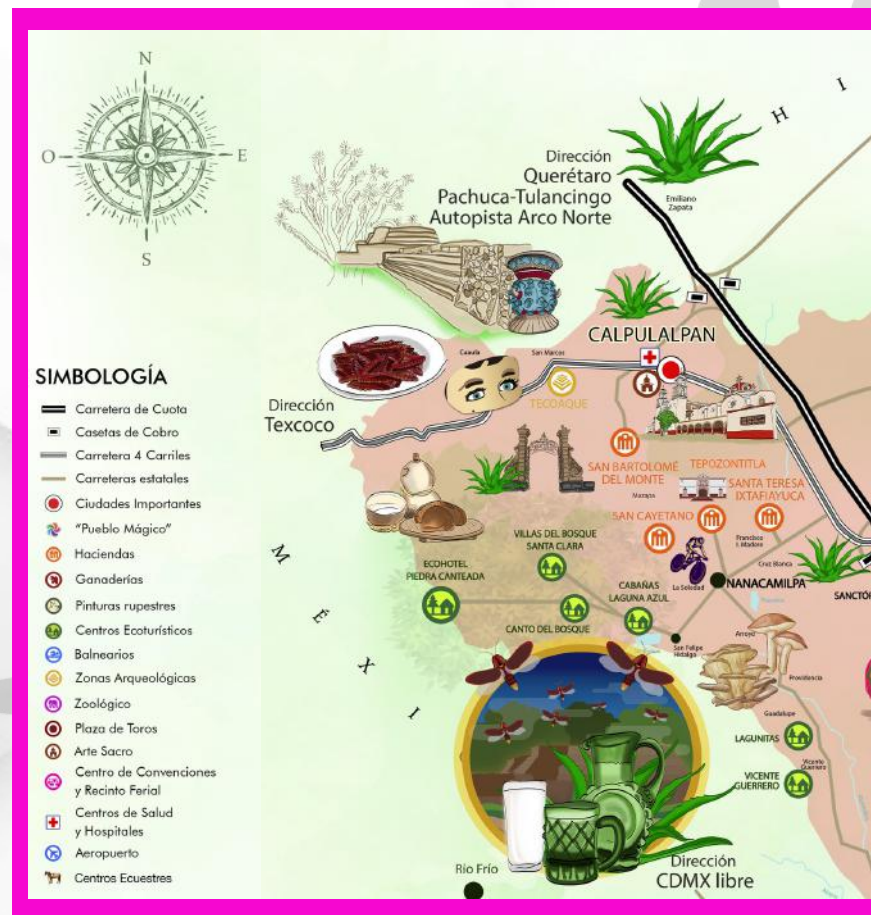 N
O
E
S
H I
Dirección
Querétaro
Pachuca-Tulancingo
Autopista Arco Norte
Emiliano
Zapata
CALPULALPAN
San Marcos
TECOAQUE
Dirección
Texcoco
SIMBOLOGÍA
Carretera de Cuota
Casetas de Cobro
Carretera 4 Carriles
Carreteras estatales
Ciudades Importantes
"Pueblo Mágico"
Haciendas
Ganaderías
Pinturas rupestres
Centros Ecoturísticos
Balnearios
Zonas Arqueológicas
Zoológico
Plaza de Toros
Arte Sacro
Centro de Convenciones
y Recinto Ferial
Centros de Salud
y Hospitales
Aeropuerto
Centros Ecuestres
SAN BARTOLOMÉ
DEL MONTE
TEPOZONTITLA
SANTA TERESA
IXTAFIAYUCA
SAN CAYETANO
Francisco
I. Madero
VILLAS DEL BOSQUE
SANTA CLARA
ECOHOTEL
PIEDRA CANTEADA
CABAÑAS
LAGUNA AZUL
La Soledad
Cruz Blanca
NANACAMILPA
SANCTÓR
CANTO DEL BOSQUE
San Felipe
Hidalgo
Providencia
Guadalupe
LAGUNITAS
VICENTE
GUERRERO
Vicente
Guerrero
M É X I
Río Frío
Dirección
CDMX libre